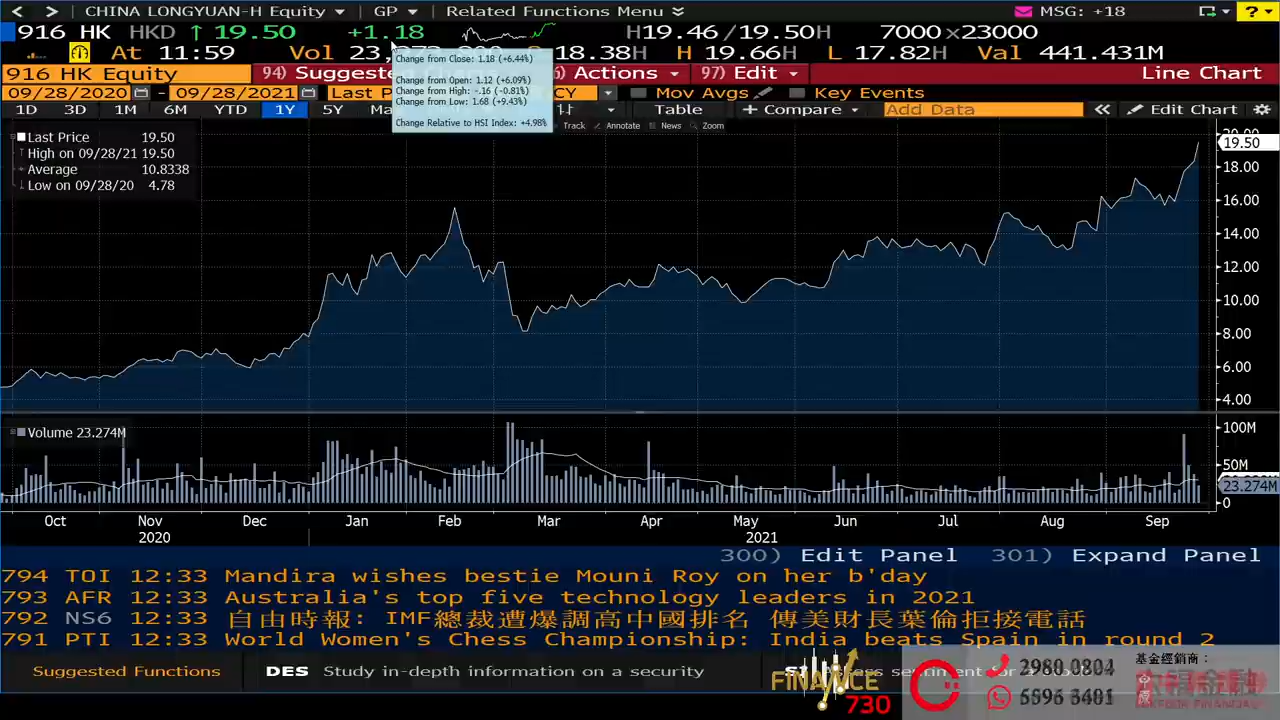 CHINA LONGYUAN-H Equity GP Related Functions Menu MSG: +18 ?
916 HK HKD ↑ 19.50 +1.18 H19.46/19.50H 7000 x23000
At 11:59 Vol 18.38H H 19.66H L 17.82H Val 441.431M
916 HK Equity 94) Suggest Actions 97) Edit Line Chart
09/28/2020 - 09/28/2021 Last CY Mov Avgs Key Events
1D 3D 1M 6M YTD 1Y 5Y Table + Compare Add Data « Edit Chart
Change from Close: 1.18 (+6.44%)
Change from Open: 1.12 (+6.09%)
Change from High: -.16 (-0.81%)
Change from Low: 1.68 (+9.43%)
Change Relative to HSI Index: +4.98%
Track Annotate News Zoom
Last Price 19.50
High on 09/28/21 19.50
Average 10.8338
Low on 09/28/20 4.78
19.50
18.00
16.00
14.00
12.00
10.00
8.00
6.00
4.00
Volume 23.274M
100M
50M
23.274M
0
Oct Nov Dec Jan Feb Mar Apr May Jun Jul Aug Sep
2020 2021
300) Edit Panel 301) Expand Panel
794 TOI 12:33 Mandira wishes bestie Mouni Roy on her b'day
793 AFR 12:33 Australia's top five technology leaders in 2021
792 NS6 12:33 自由時報: IMF總裁遭爆調高中國排名 傳美財長葉倫拒接電話
791 PTI 12:33 World Women's Chess Championship: India beats Spain in round 2
Suggested Functions DES Study in-depth information on a security
FINANCE
730
2980 0804
5596 3401
基金經銷商：